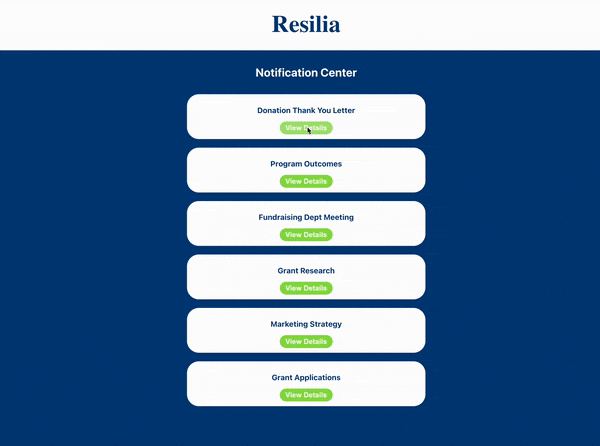 Resilia
Notification Center
Donation Thank You Letter
View Details
Program Outcomes
View Details
Fundraising Dept Meeting
View Details
Grant Research
View Details
Marketing Strategy
View Details
Grant Applications
View Details